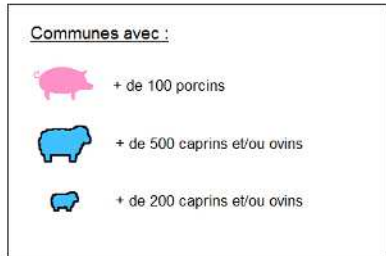 Communes avec :
+ de 100 porcins
+ de 500 caprins et/ou ovins
+ de 200 caprins et/ou ovins